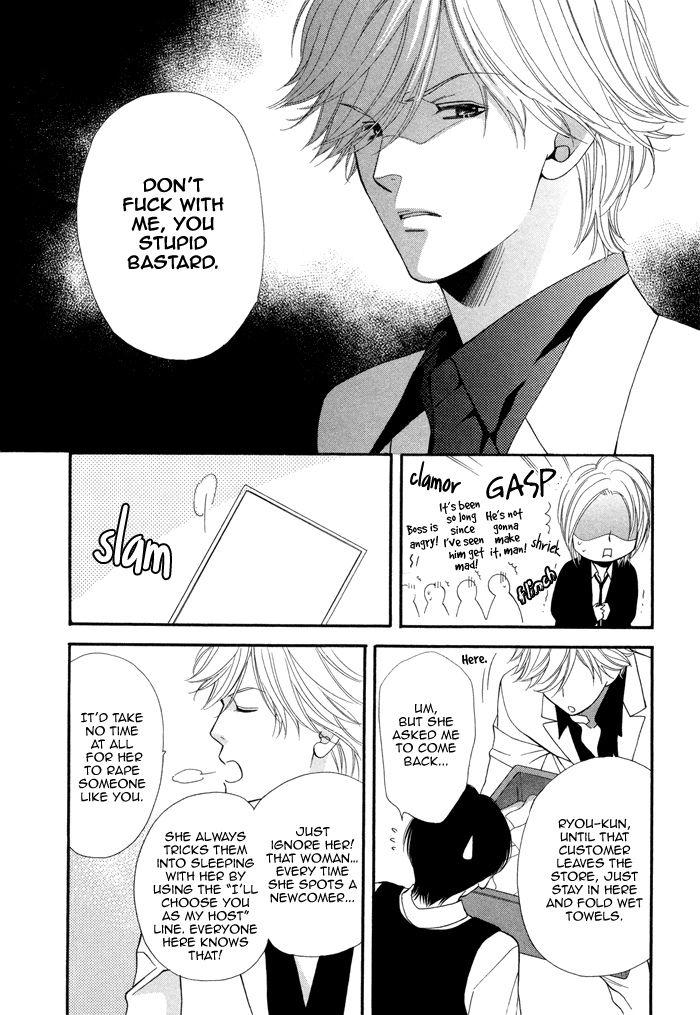 DON'T
FUCK WITH
ME, YOU
STUPID
BASTARD.
GASP
He's not
gonna
make
it, man!
shriek
flinch
clamor
It's been
so long
since
I've seen
him get
mad!
Boss is
angry!
slam
Here.
RYOU-KUN,
UNTIL THAT
CUSTOMER
LEAVES THE
STORE, JUST
STAY IN HERE
AND FOLD WET
TOWELS.
UM,
BUT SHE
ASKED ME
TO COME
BACK...
JUST
IGNORE HER!
THAT WOMAN...
EVERY TIME
SHE SPOTS A
NEWCOMER...
SHE ALWAYS
TRICKS THEM
INTO SLEEPING
WITH HER BY
USING THE "I'LL
CHOOSE YOU
AS MY HOST"
LINE. EVERYONE
HERE KNOWS
THAT!
IT'D TAKE
NO TIME
AT ALL
FOR HER
TO RAPE
SOMEONE
LIKE YOU.